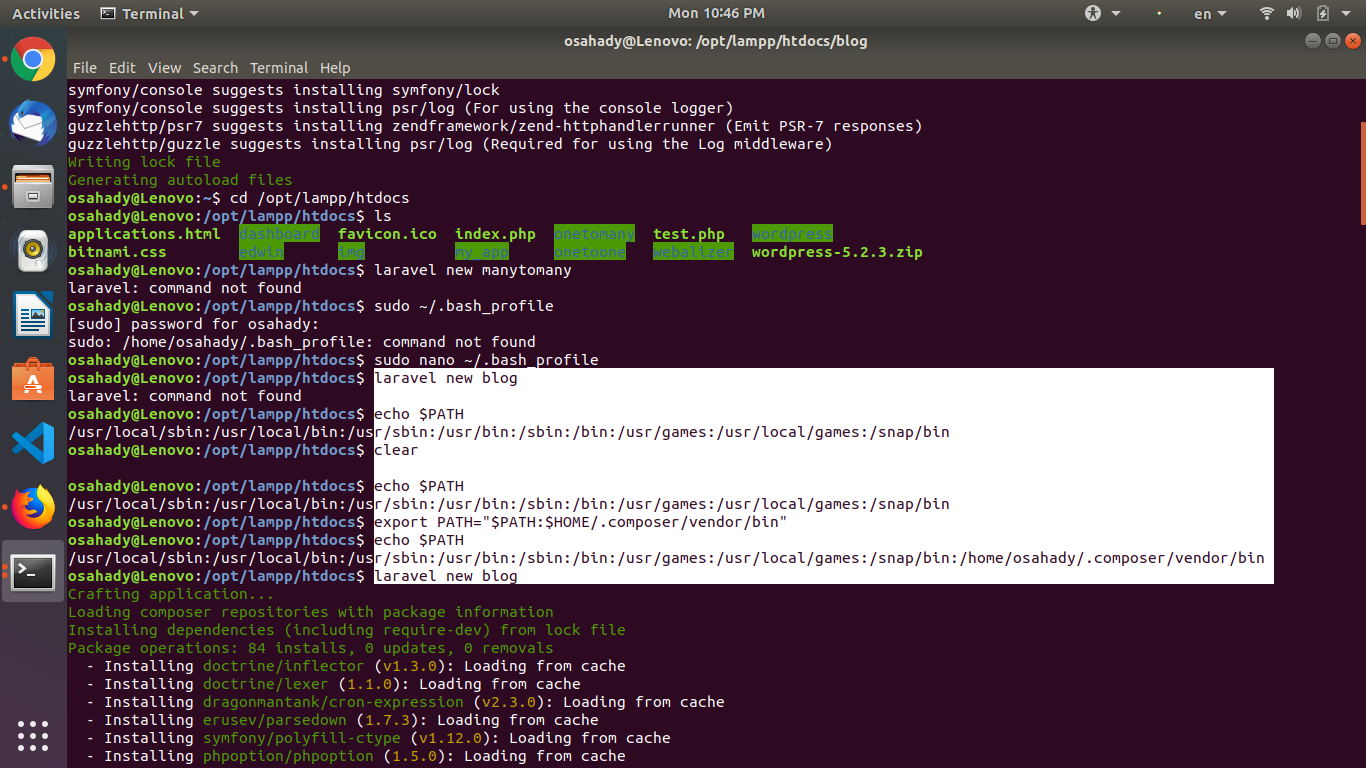 Activities Terminal Mon 10:46 PM en
osahady@Lenovo: /opt/lampp/htdocs/blog
File Edit View Search Terminal Help
symfony/console suggests installing symfony/lock
symfony/console suggests installing psr/log (For using the console logger)
guzzlehttp/psr7 suggests installing zendframework/zend-httphandlerrunner (Emit PSR-7 responses)
guzzlehttp/guzzle suggests installing psr/log (Required for using the Log middleware)
Writing lock file
Generating autoload files
osahady@Lenovo:~$ cd /opt/lampp/htdocs
osahady@Lenovo:/opt/lampp/htdocs$ ls
applications.html dashboard favicon.ico index.php onetomany test.php wordpress
bitnami.css edwin img my_app onetoone webalizer wordpress-5.2.3.zip
osahady@Lenovo:/opt/lampp/htdocs$ laravel new manytomany
laravel: command not found
osahady@Lenovo:/opt/lampp/htdocs$ sudo ~/.bash_profile
[sudo] password for osahady:
sudo: /home/osahady/.bash_profile: command not found
osahady@Lenovo:/opt/lampp/htdocs$ sudo nano ~/.bash_profile
osahady@Lenovo:/opt/lampp/htdocs$ laravel new blog
laravel: command not found
osahady@Lenovo:/opt/lampp/htdocs$ echo $PATH
/usr/local/sbin:/usr/local/bin:/usr/sbin:/usr/bin:/sbin:/bin:/usr/games:/usr/local/games:/snap/bin
osahady@Lenovo:/opt/lampp/htdocs$ clear
osahady@Lenovo:/opt/lampp/htdocs$ echo $PATH
/usr/local/sbin:/usr/local/bin:/usr/sbin:/usr/bin:/sbin:/bin:/usr/games:/usr/local/games:/snap/bin
osahady@Lenovo:/opt/lampp/htdocs$ export PATH="$PATH:$HOME/.composer/vendor/bin"
osahady@Lenovo:/opt/lampp/htdocs$ echo $PATH
/usr/local/sbin:/usr/local/bin:/usr/sbin:/usr/bin:/sbin:/bin:/usr/games:/usr/local/games:/snap/bin:/home/osahady/.composer/vendor/bin
osahady@Lenovo:/opt/lampp/htdocs$ laravel new blog
Crafting application...
Loading composer repositories with package information
Installing dependencies (including require-dev) from lock file
Package operations: 84 installs, 0 updates, 0 removals
- Installing doctrine/inflector (v1.3.0): Loading from cache
- Installing doctrine/lexer (1.1.0): Loading from cache
- Installing dragonmantank/cron-expression (v2.3.0): Loading from cache
- Installing erusev/parsedown (1.7.3): Loading from cache
- Installing symfony/polyfill-ctype (v1.12.0): Loading from cache
- Installing phpoption/phpoption (1.5.0): Loading from cache